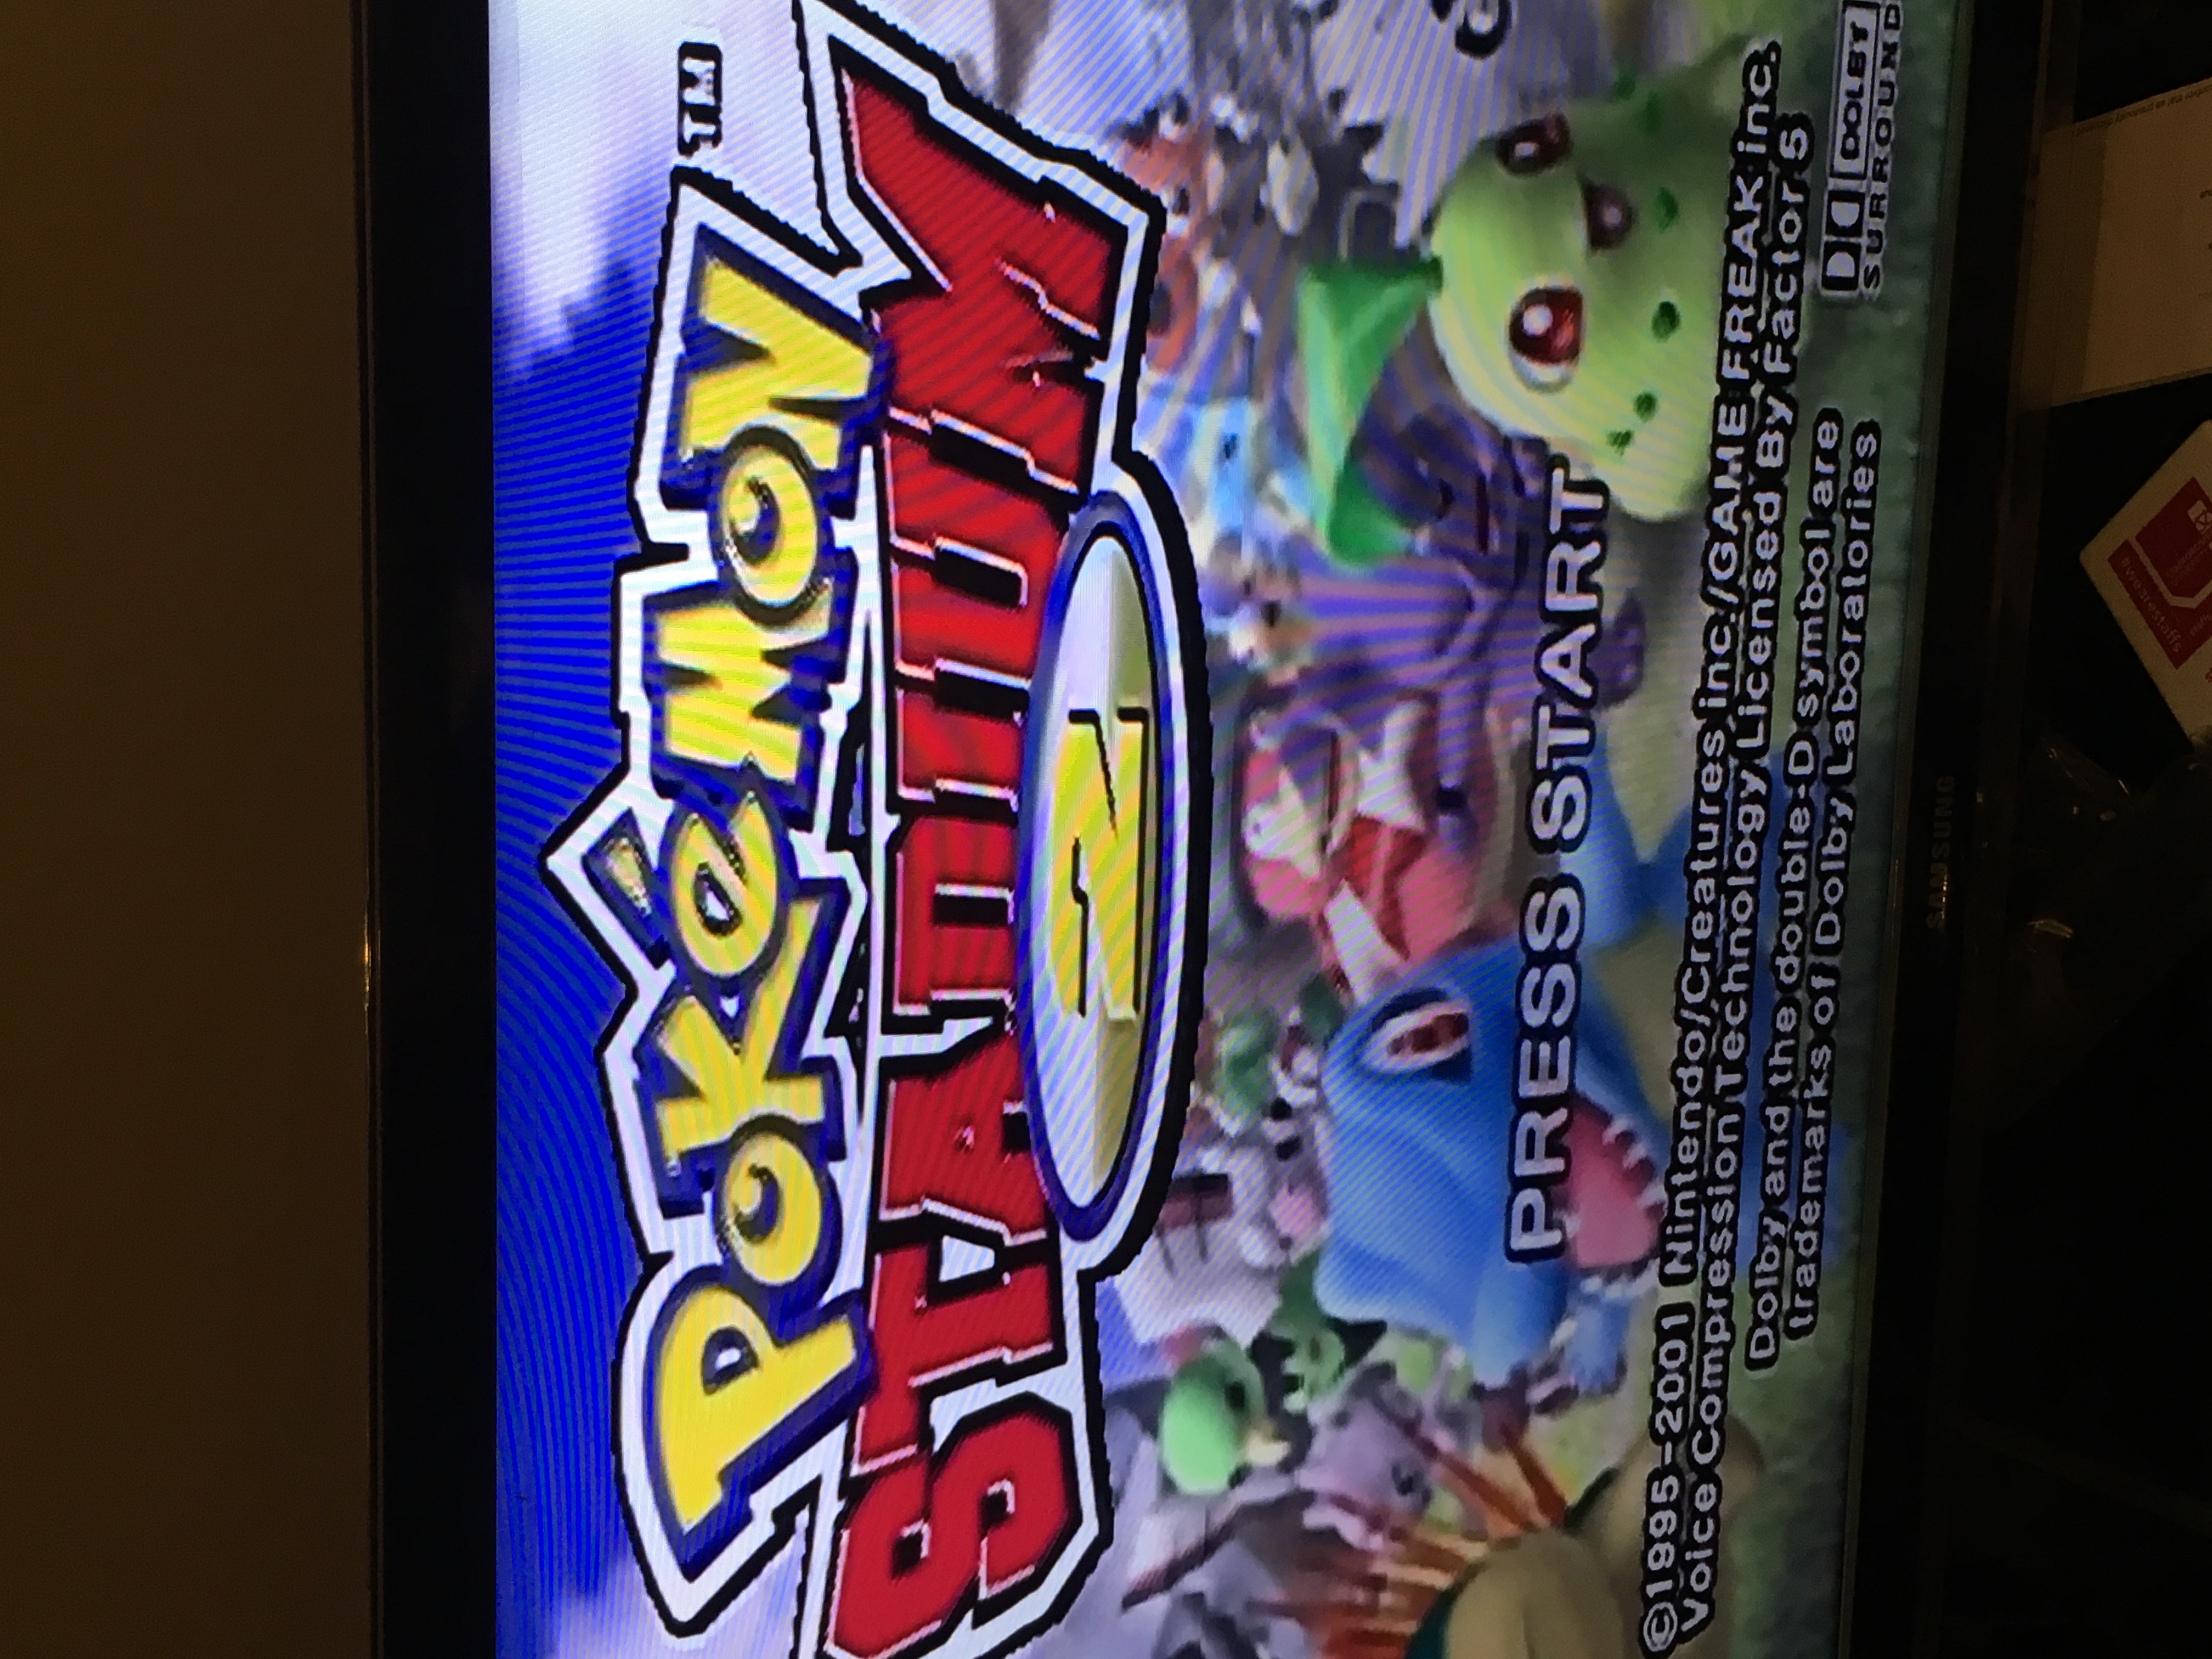 POKéMON
TM
STADIUM
2
PRESS START
©1995-2001 Nintendo/Creatures inc./GAME FREAK inc.
Voice Compression Technology Licensed By Factor 5
Dolby and the double-D symbol are
trademarks of Dolby Laboratories
DOLBY
SURROUND
SAMSUNG
#wearestaffs